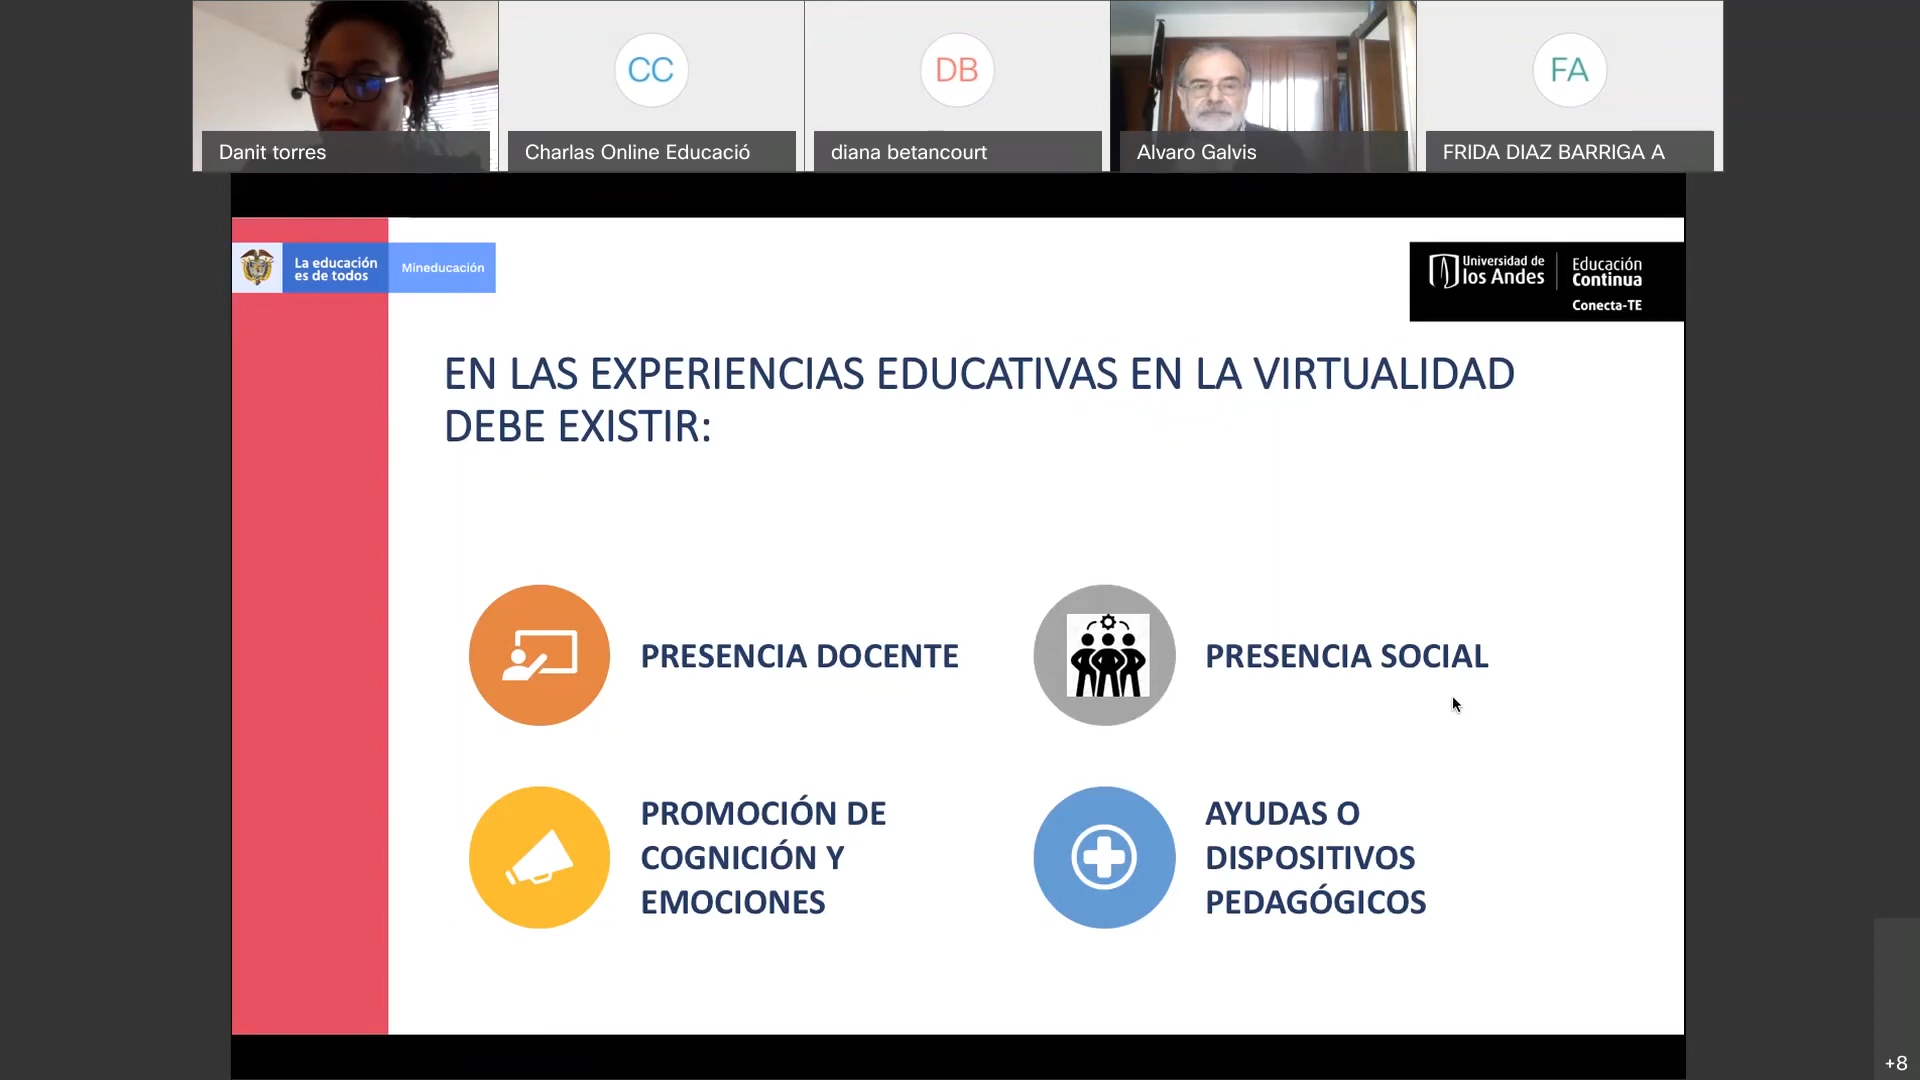 CC
DB
FA
Danit torres
Charlas Online Educació
diana betancourt
Alvaro Galvis
FRIDA DIAZ BARRIGA A
La educación
es de todos
Mineducación
Universidad de
los Andes
Educación
Continua
Conecta-TE
EN LAS EXPERIENCIAS EDUCATIVAS EN LA VIRTUALIDAD
DEBE EXISTIR:
PRESENCIA DOCENTE
PRESENCIA SOCIAL
PROMOCIÓN DE
COGNICIÓN Y
EMOCIONES
AYUDAS O
DISPOSITIVOS
PEDAGÓGICOS
+8